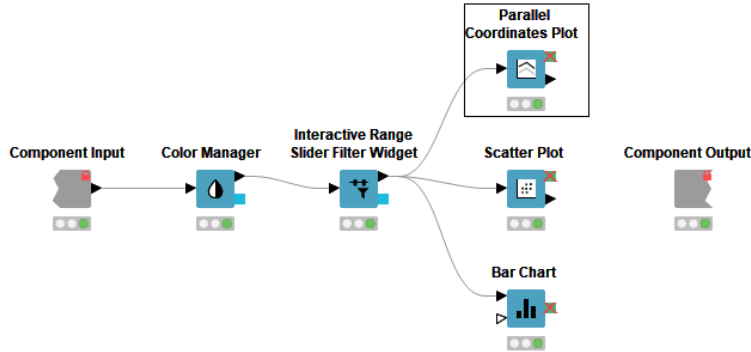 Parallel
Coordinates Plot
Interactive Range
Component Input
Color Manager
Slider Filter Widget
Scatter Plot
Component Output
Bar Chart